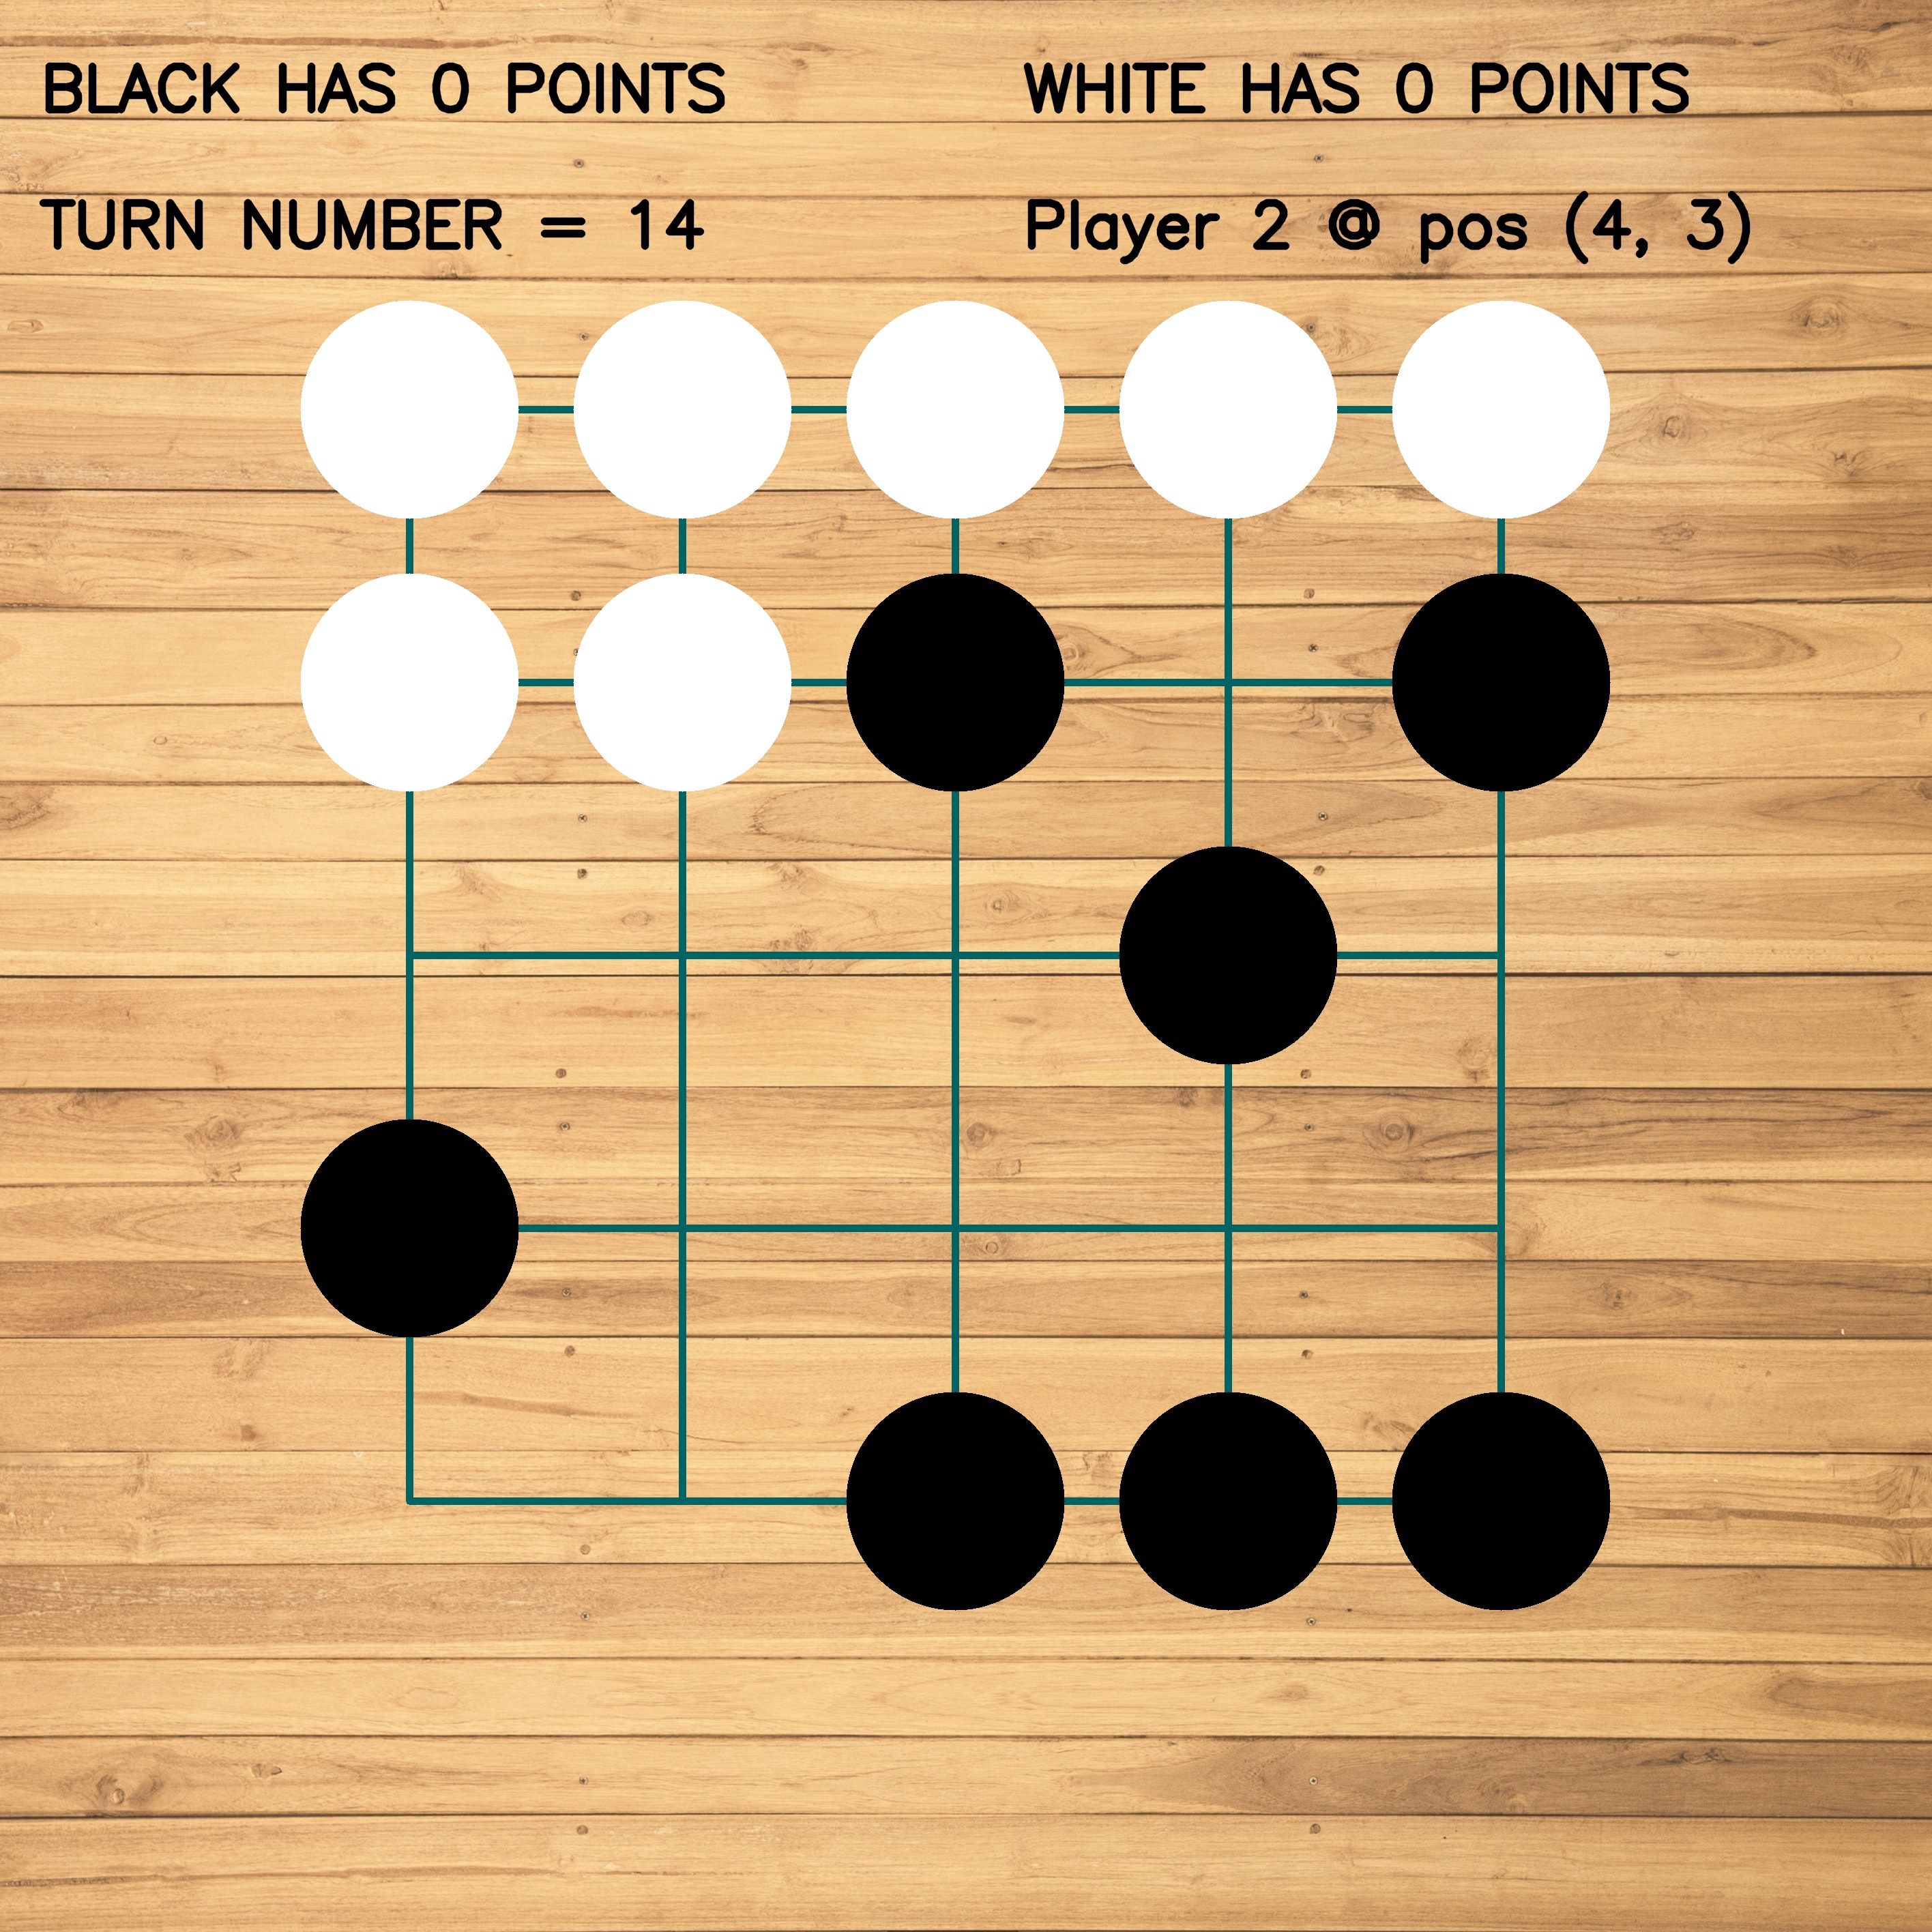 BLACK HAS 0 POINTS
WHITE HAS 0 POINTS
TURN NUMBER = 14
Player 2 @ pos (4, 3)